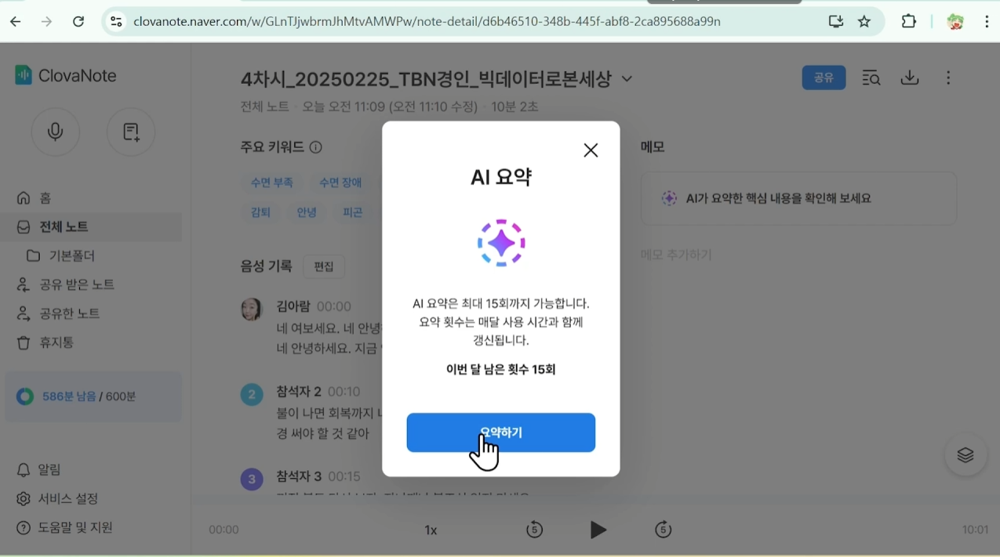 clovanote.naver.com/w/GLnTJjwbrmJhMtvAMWPw/note-detail/d6b46510-348b-445f-abf8-2ca895688a99n
ClovaNote
홈
전체 노트
기본폴더
공유 받은 노트
공유한 노트
휴지통
586분 남음 / 600분
알림
서비스 설정
도움말 및 지원
4차시_20250225_TBN경인_빅데이터로본세상
공유
전체 노트 · 오늘 오전 11:09 (오전 11:10 수정) · 10분 2초
주요 키워드
수면 부족 수면 장애
감퇴 안녕 피곤
음성 기록 편집
김아람 00:00
네 여보세요. 네 안녕
네 안녕하세요. 지금
2 참석자 2 00:10
불이 나면 회복까지
경 써야 할 것 같아
3 참석자 3 00:15
메모
AI가 요약한 핵심 내용을 확인해 보세요
메모 추가하기
AI 요약
AI 요약은 최대 15회까지 가능합니다.
요약 횟수는 매달 사용 시간과 함께
갱신됩니다.
이번 달 남은 횟수 15회
요약하기
00:00 1x 5 5 10:01